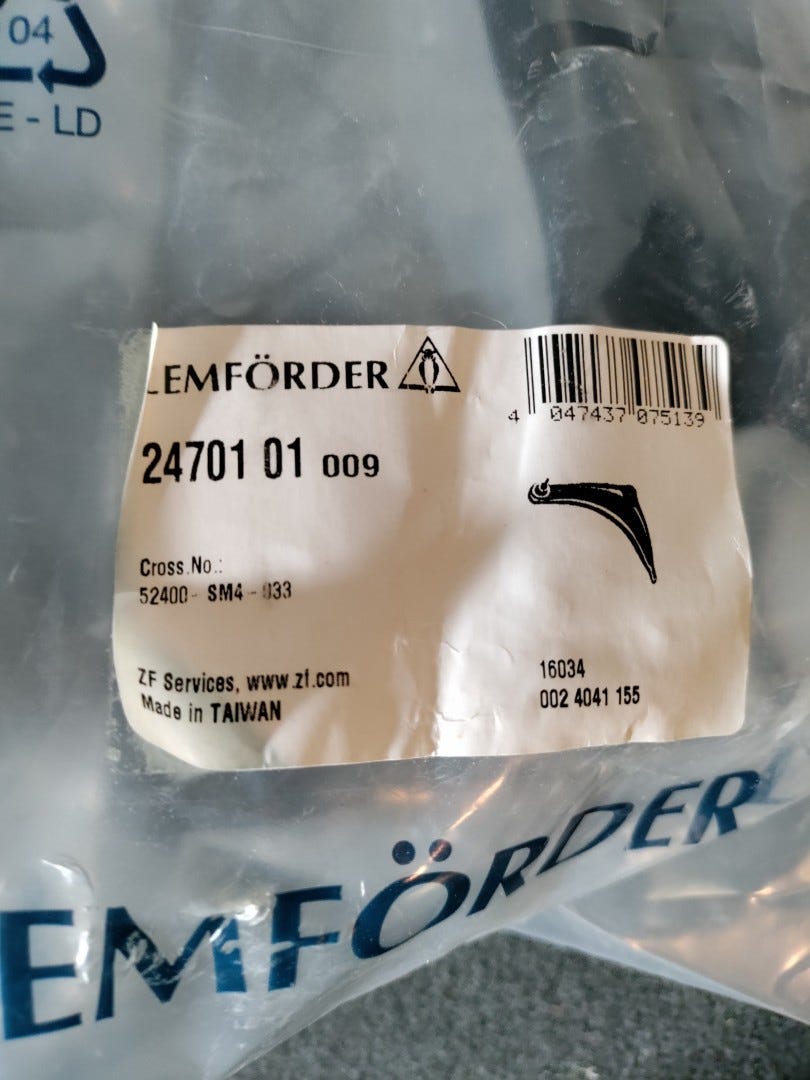 04
E - LD
LEMFÖRDER
4 047437 075139
24701 01 009
Cross.No.:
52400- SM4 - 033
ZF Services, www.zf.com
Made in TAIWAN
16034
002 4041 155
EMFÖRDER